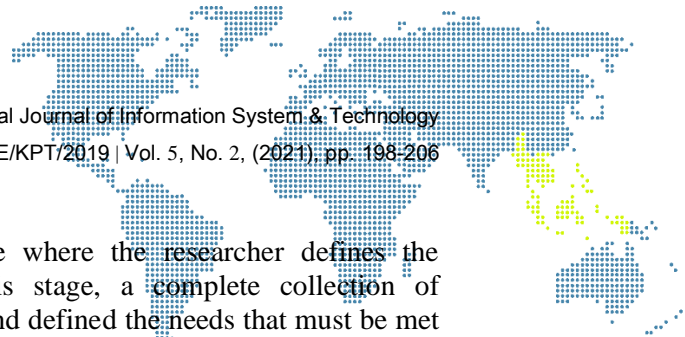 al Journal of Information System & Technology
E/KPT/2019 | Vol. 5, No. 2, (2021), pp. 198-206
e where the researcher defines the
is stage, a complete collection of
nd defined the needs that must be met